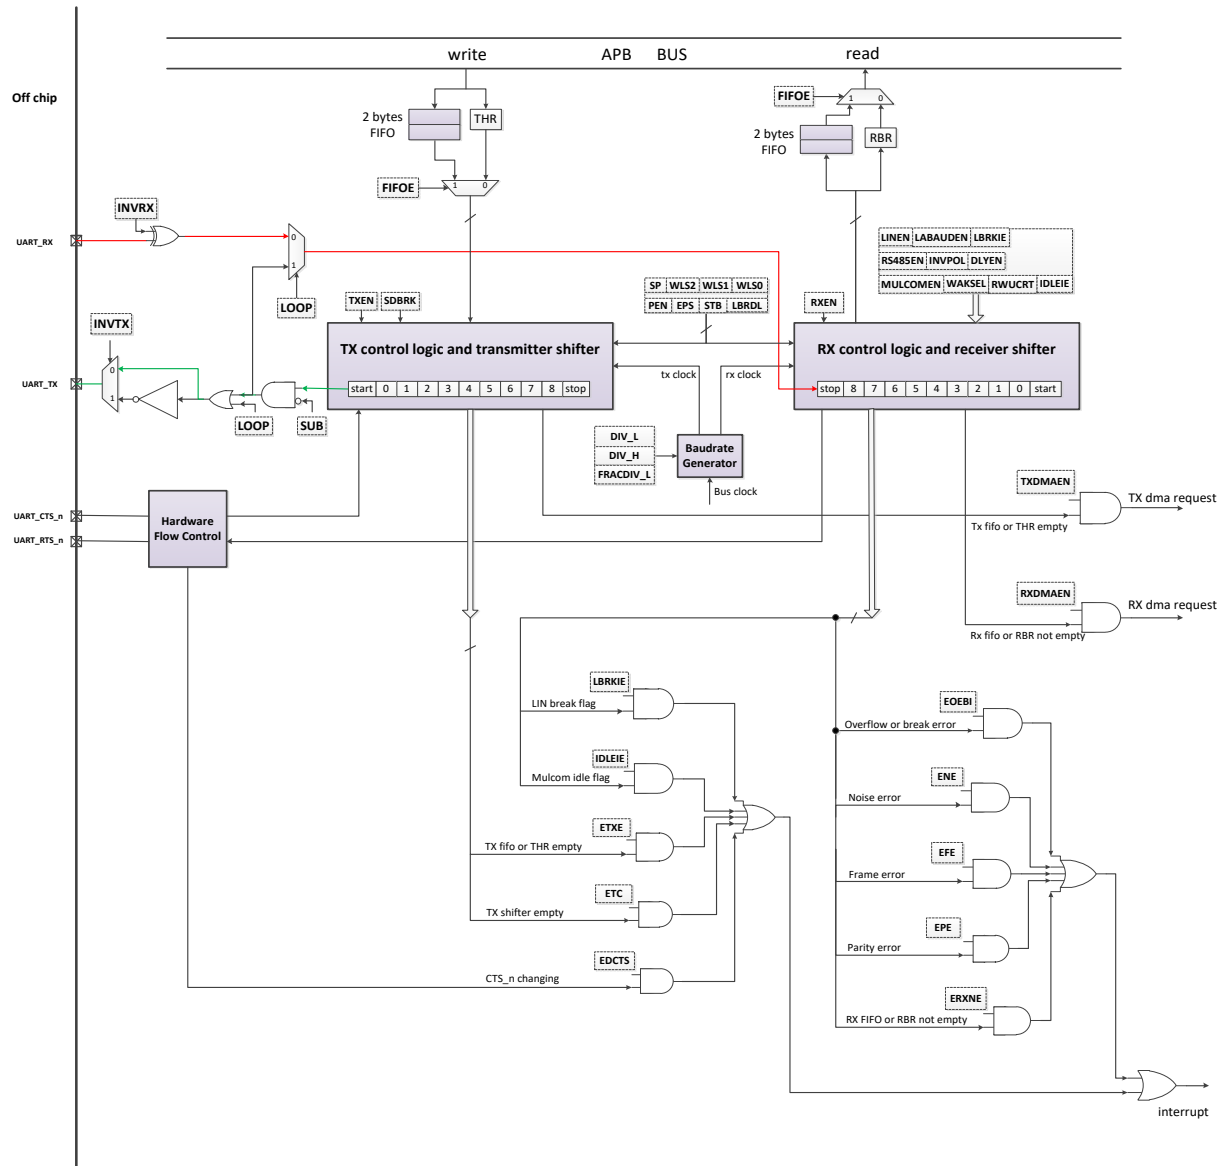 write APB BUS read
Off chip
FIFOE 1 0
2 bytes
FIFO
THR
2 bytes
FIFO
RBR
FIFOE 1 0
INVRX
UART_RX
0
1
LOOP
LINEN LABAUDEN LBRKIE
RS485EN INVPOL DLYEN
MULCOMEN WAKSEL RWUCRT IDLEIE
SP WLS2 WLS1 WLS0
PEN EPS STB LBRDL
TXEN SDBRK
RXEN
INVTX
TX control logic and transmitter shifter
start 0 1 2 3 4 5 6 7 8 stop
RX control logic and receiver shifter
stop 8 7 6 5 4 3 2 1 0 start
tx clock rx clock
UART_TX
0
1
LOOP
SUB
DIV_L
DIV_H
FRACDIV_L
Baudrate
Generator
Bus clock
UART_CTS_n
UART_RTS_n
Hardware
Flow Control
TXDMAEN
TX dma request
Tx fifo or THR empty
RXDMAEN
RX dma request
Rx fifo or RBR not empty
LBRKIE
LIN break flag
IDLEIE
Mulcom idle flag
ETXE
TX fifo or THR empty
ETC
TX shifter empty
EDCTS
CTS_n changing
EOEBI
Overflow or break error
ENE
Noise error
EFE
Frame error
EPE
Parity error
ERXNE
RX FIFO or RBR not empty
interrupt